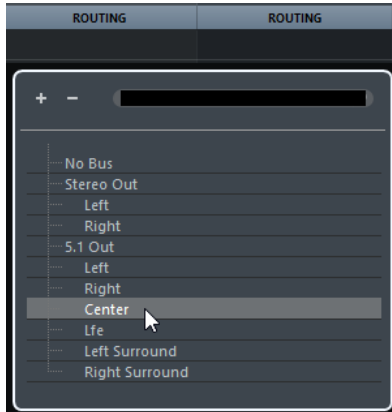 ROUTING ROUTING
+ −
No Bus
Stereo Out
Left
Right
5.1 Out
Left
Right
Center
Lfe
Left Surround
Right Surround